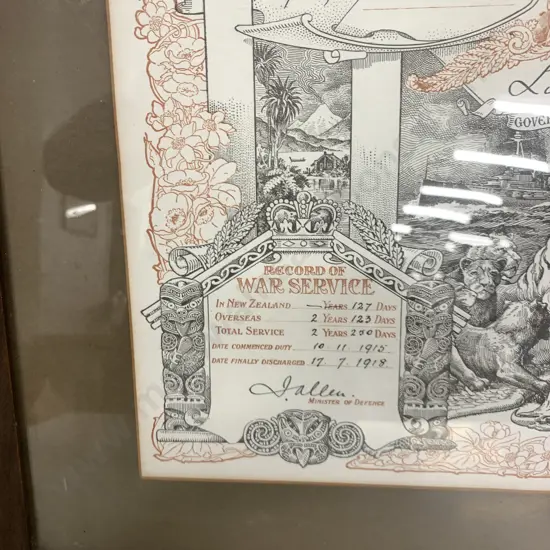 GOVE
RECORD OF
WAR SERVICE
IN NEW ZEALAND — YEARS 127 DAYS
OVERSEAS 2 YEARS 123 DAYS
TOTAL SERVICE 2 YEARS 250 DAYS
DATE COMMENCED DUTY 10. 11. 1915
DATE FINALLY DISCHARGED 17. 7. 1918
J. Allen.
MINISTER OF DEFENCE